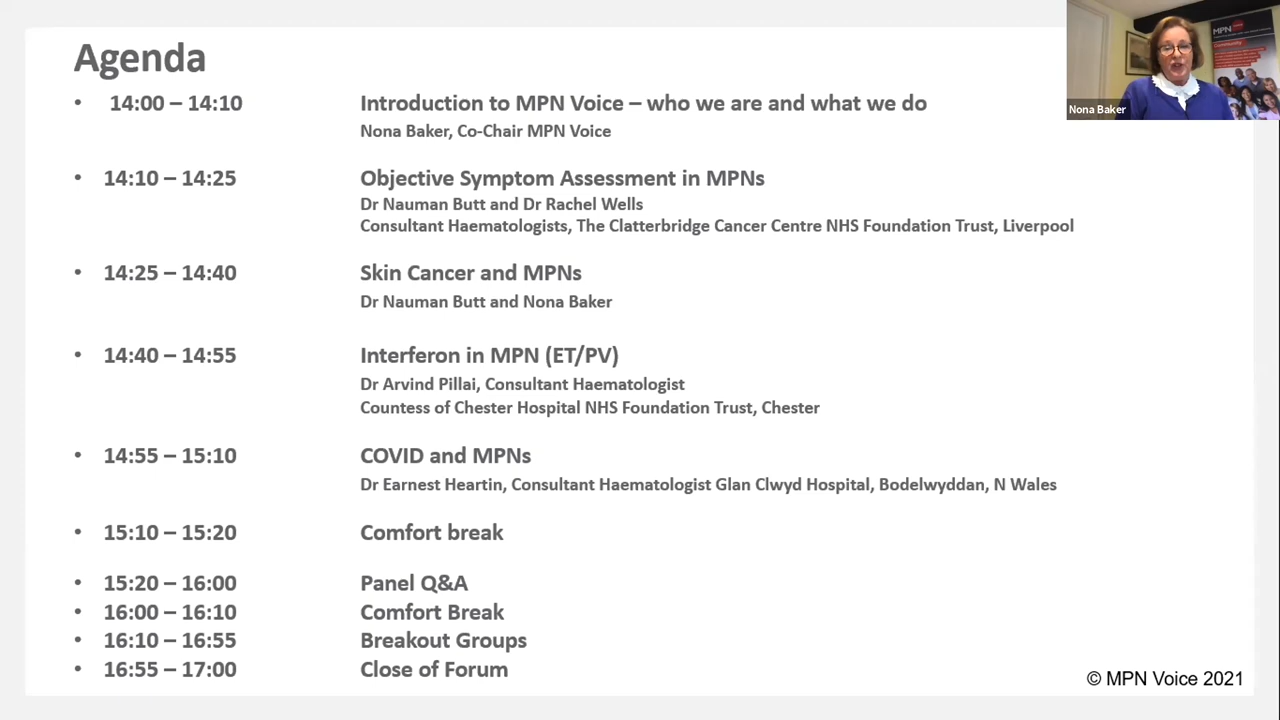 Agenda
• 14:00 – 14:10 Introduction to MPN Voice – who we are and what we do
Nona Baker, Co-Chair MPN Voice
• 14:10 – 14:25 Objective Symptom Assessment in MPNs
Dr Nauman Butt and Dr Rachel Wells
Consultant Haematologists, The Clatterbridge Cancer Centre NHS Foundation Trust, Liverpool
• 14:25 – 14:40 Skin Cancer and MPNs
Dr Nauman Butt and Nona Baker
• 14:40 – 14:55 Interferon in MPN (ET/PV)
Dr Arvind Pillai, Consultant Haematologist
Countess of Chester Hospital NHS Foundation Trust, Chester
• 14:55 – 15:10 COVID and MPNs
Dr Earnest Heartin, Consultant Haematologist Glan Clwyd Hospital, Bodelwyddan, N Wales
• 15:10 – 15:20 Comfort break
• 15:20 – 16:00 Panel Q&A
• 16:00 – 16:10 Comfort Break
• 16:10 – 16:55 Breakout Groups
• 16:55 – 17:00 Close of Forum
© MPN Voice 2021
MPN
Community
Nona Baker